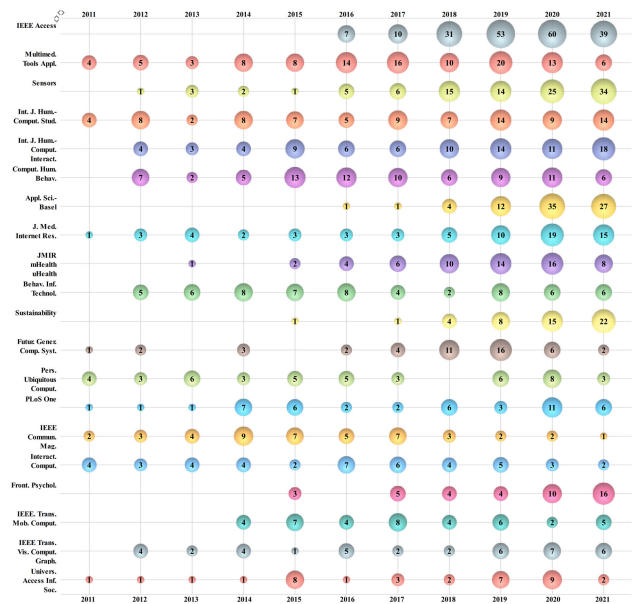 2011 2012 2013 2014 2015 2016 2017 2018 2019 2020 2021
IEEE Access 7 10 31 53 60 39
Multimed.
Tools Appl. 4 5 3 8 8 14 16 10 20 13 6
Sensors 1 3 2 1 5 6 15 14 25 34
Int. J. Hum.-
Comput. Stud. 4 8 2 8 7 5 9 7 14 9 14
Int. J. Hum.
Comput. 4 3 4 9 6 6 10 14 11 18
Interact.
Comput. Hum.
Behav. 7 2 5 13 12 10 6 9 11 6
Appl. Sci.-
Basel 1 1 4 12 35 27
J. Med.
Internet Res. 1 3 4 2 3 3 3 5 10 19 15
JMIR
mHealth 1 2 4 6 10 14 16 8
uHealth
Behav. Inf.
Technol. 5 6 8 7 8 4 2 8 6 6
Sustainability 1 1 4 8 15 22
Futur. Gener.
Comp. Syst. 1 2 3 2 4 11 16 6 2
Pers.
Ubiquitous 4 3 6 3 5 5 3 6 8 3
Comput.
PLoS One 1 1 1 7 6 2 2 6 3 11 6
IEEE
Commun. 2 3 4 9 7 5 7 3 2 2 1
Mag.
Interact.
Comput. 4 3 4 4 2 7 6 4 5 3 2
Front. Psychol. 3 5 4 4 10 16
IEEE. Trans.
Mob. Comput. 4 7 4 8 4 6 2 5
IEEE Trans.
Vis. Comput. 4 2 4 1 5 2 2 6 7 6
Graph.
Univers.
Access Inf. 1 1 1 1 8 1 3 2 7 9 2
Soc.
2011 2012 2013 2014 2015 2016 2017 2018 2019 2020 2021